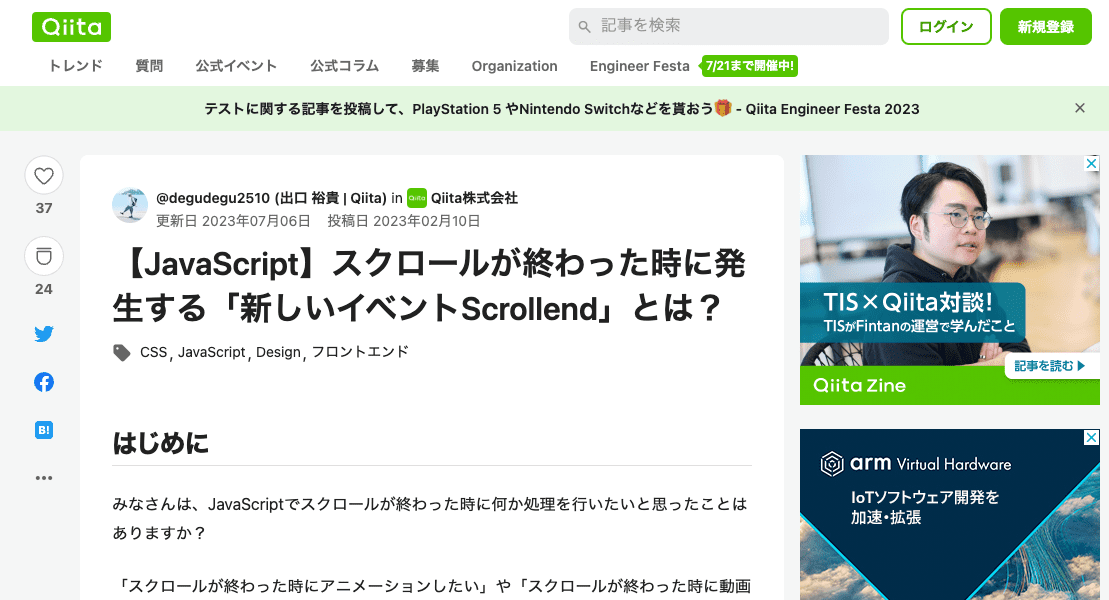 Qiita
記事を検索
ログイン
新規登録
トレンド 質問 公式イベント 公式コラム 募集 Organization Engineer Festa 7/21まで開催中!
テストに関する記事を投稿して、PlayStation 5 やNintendo Switchなどを貰おう🎁 - Qiita Engineer Festa 2023
37
24
B!
@degudegu2510 (出口 裕貴 | Qiita) in Qiita Qiita株式会社
更新日 2023年07月06日 投稿日 2023年02月10日
【JavaScript】スクロールが終わった時に発
生する「新しいイベントScrollend」とは？
CSS, JavaScript, Design, フロントエンド
はじめに
みなさんは、JavaScriptでスクロールが終わった時に何か処理を行いたいと思ったことは
ありますか？
「スクロールが終わった時にアニメーションしたい」や「スクロールが終わった時に動画
TIS×Qiita対談!
TISがFintanの運営で学んだこと
記事を読む
Qiita Zine
arm Virtual Hardware
IoTソフトウェア開発を
加速・拡張